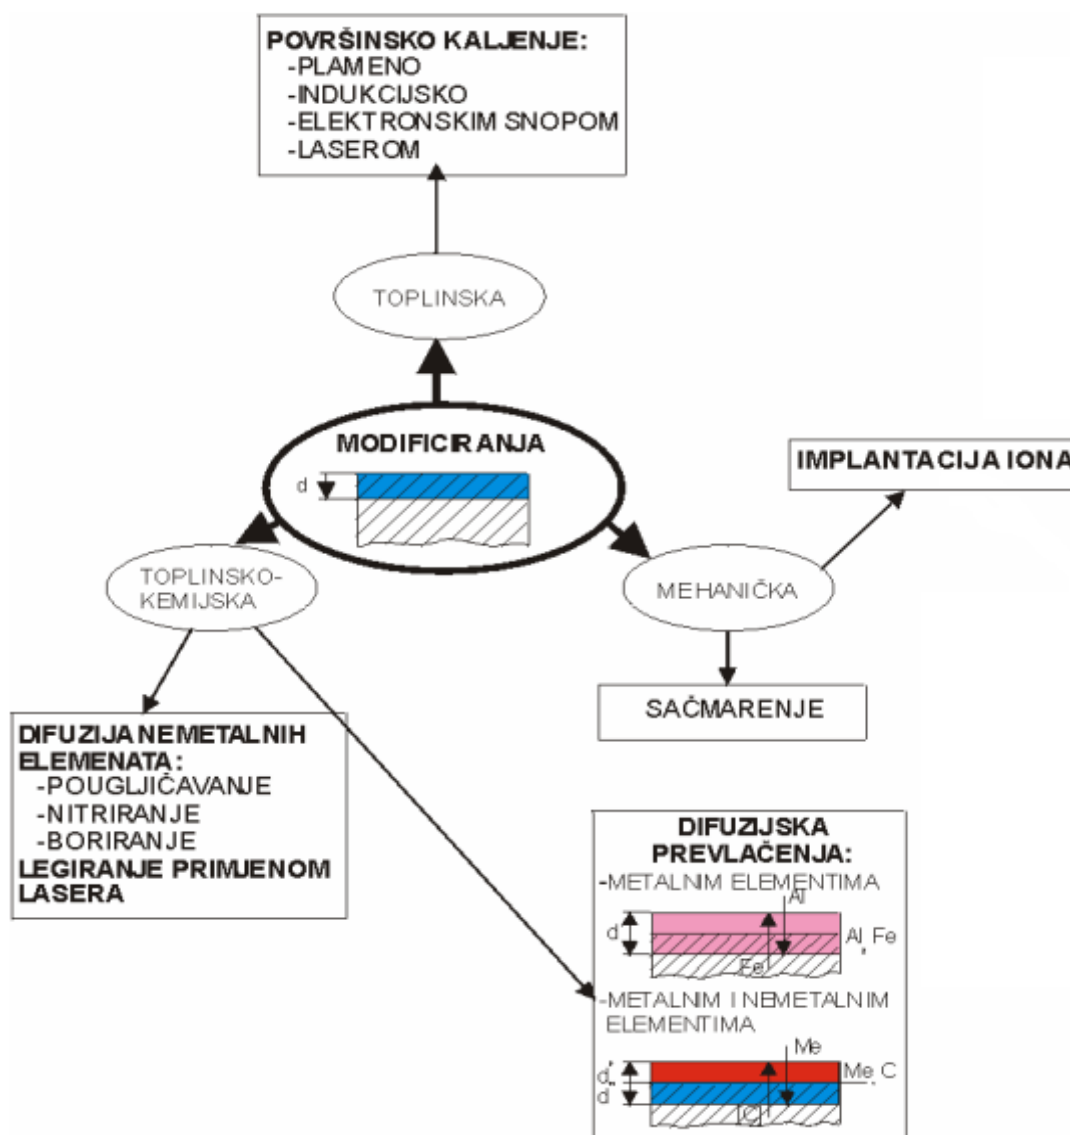 POVRŠINSKO KALJENJE:
-PLAMENO
-INDUKCIJSKO
-ELEKTRONSKIM SNOPOM
-LASEROM
TOPLINSKA
MODIFICIRANJA
d
IMPLANTACIJA IONA
TOPLINSKO-
KEMIJSKA
MEHANIČKA
SAČMARENJE
DIFUZIJA NEMETALNIH
ELEMENATA:
-POUGLJIČAVANJE
-NITRIRANJE
-BORIRANJE
LEGIRANJE PRIMJENOM
LASERA
DIFUZIJSKA
PREVLAČENJA:
-METALNIM ELEMENTIMA
Al
d
Al, Fe
Fe
-METALNIM I NEMETALNIM
ELEMENTIMA
Me
d'
Me, C
d"
C